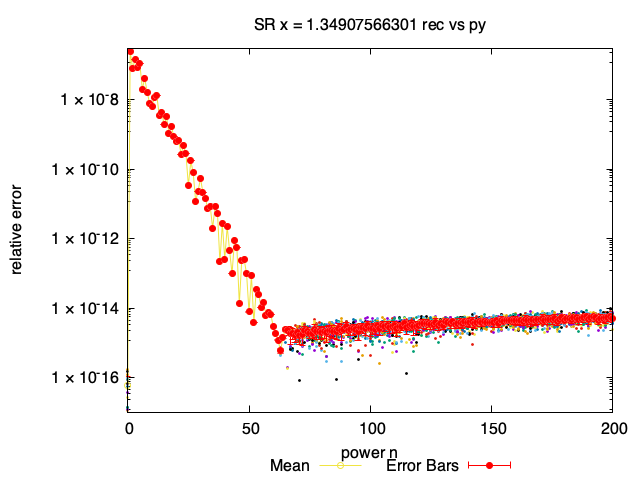 SR x = 1.34907566301 rec vs py
relative error
1 × 10^-8
1 × 10^-10
1 × 10^-12
1 × 10^-14
1 × 10^-16
0 50 100 150 200
power n
Mean Error Bars